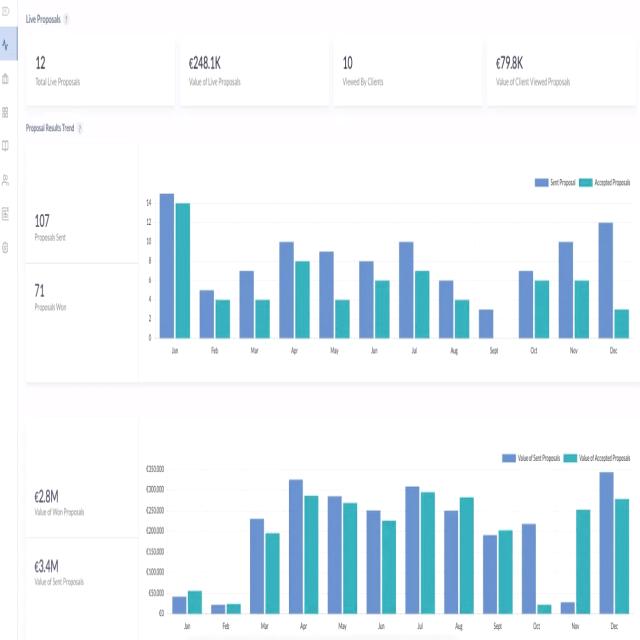 Live Proposals ?
12
Total Live Proposals
€248.1K
Value of Live Proposals
10
Viewed By Clients
€79.8K
Value of Client Viewed Proposals
Proposal Results Trend ?
107
Proposals Sent
71
Proposals Won
Sent Proposal Accepted Proposals
14
12
10
8
6
4
2
0
Jan Feb Mar Apr May Jun Jul Aug Sept Oct Nov Dec
€2.8M
Value of Won Proposals
€3.4M
Value of Sent Proposals
Value of Sent Proposals Value of Accepted Proposals
€350,000
€300,000
€250,000
€200,000
€150,000
€100,000
€50,000
€0
Jan Feb Mar Apr May Jun Jul Aug Sept Oct Nov Dec